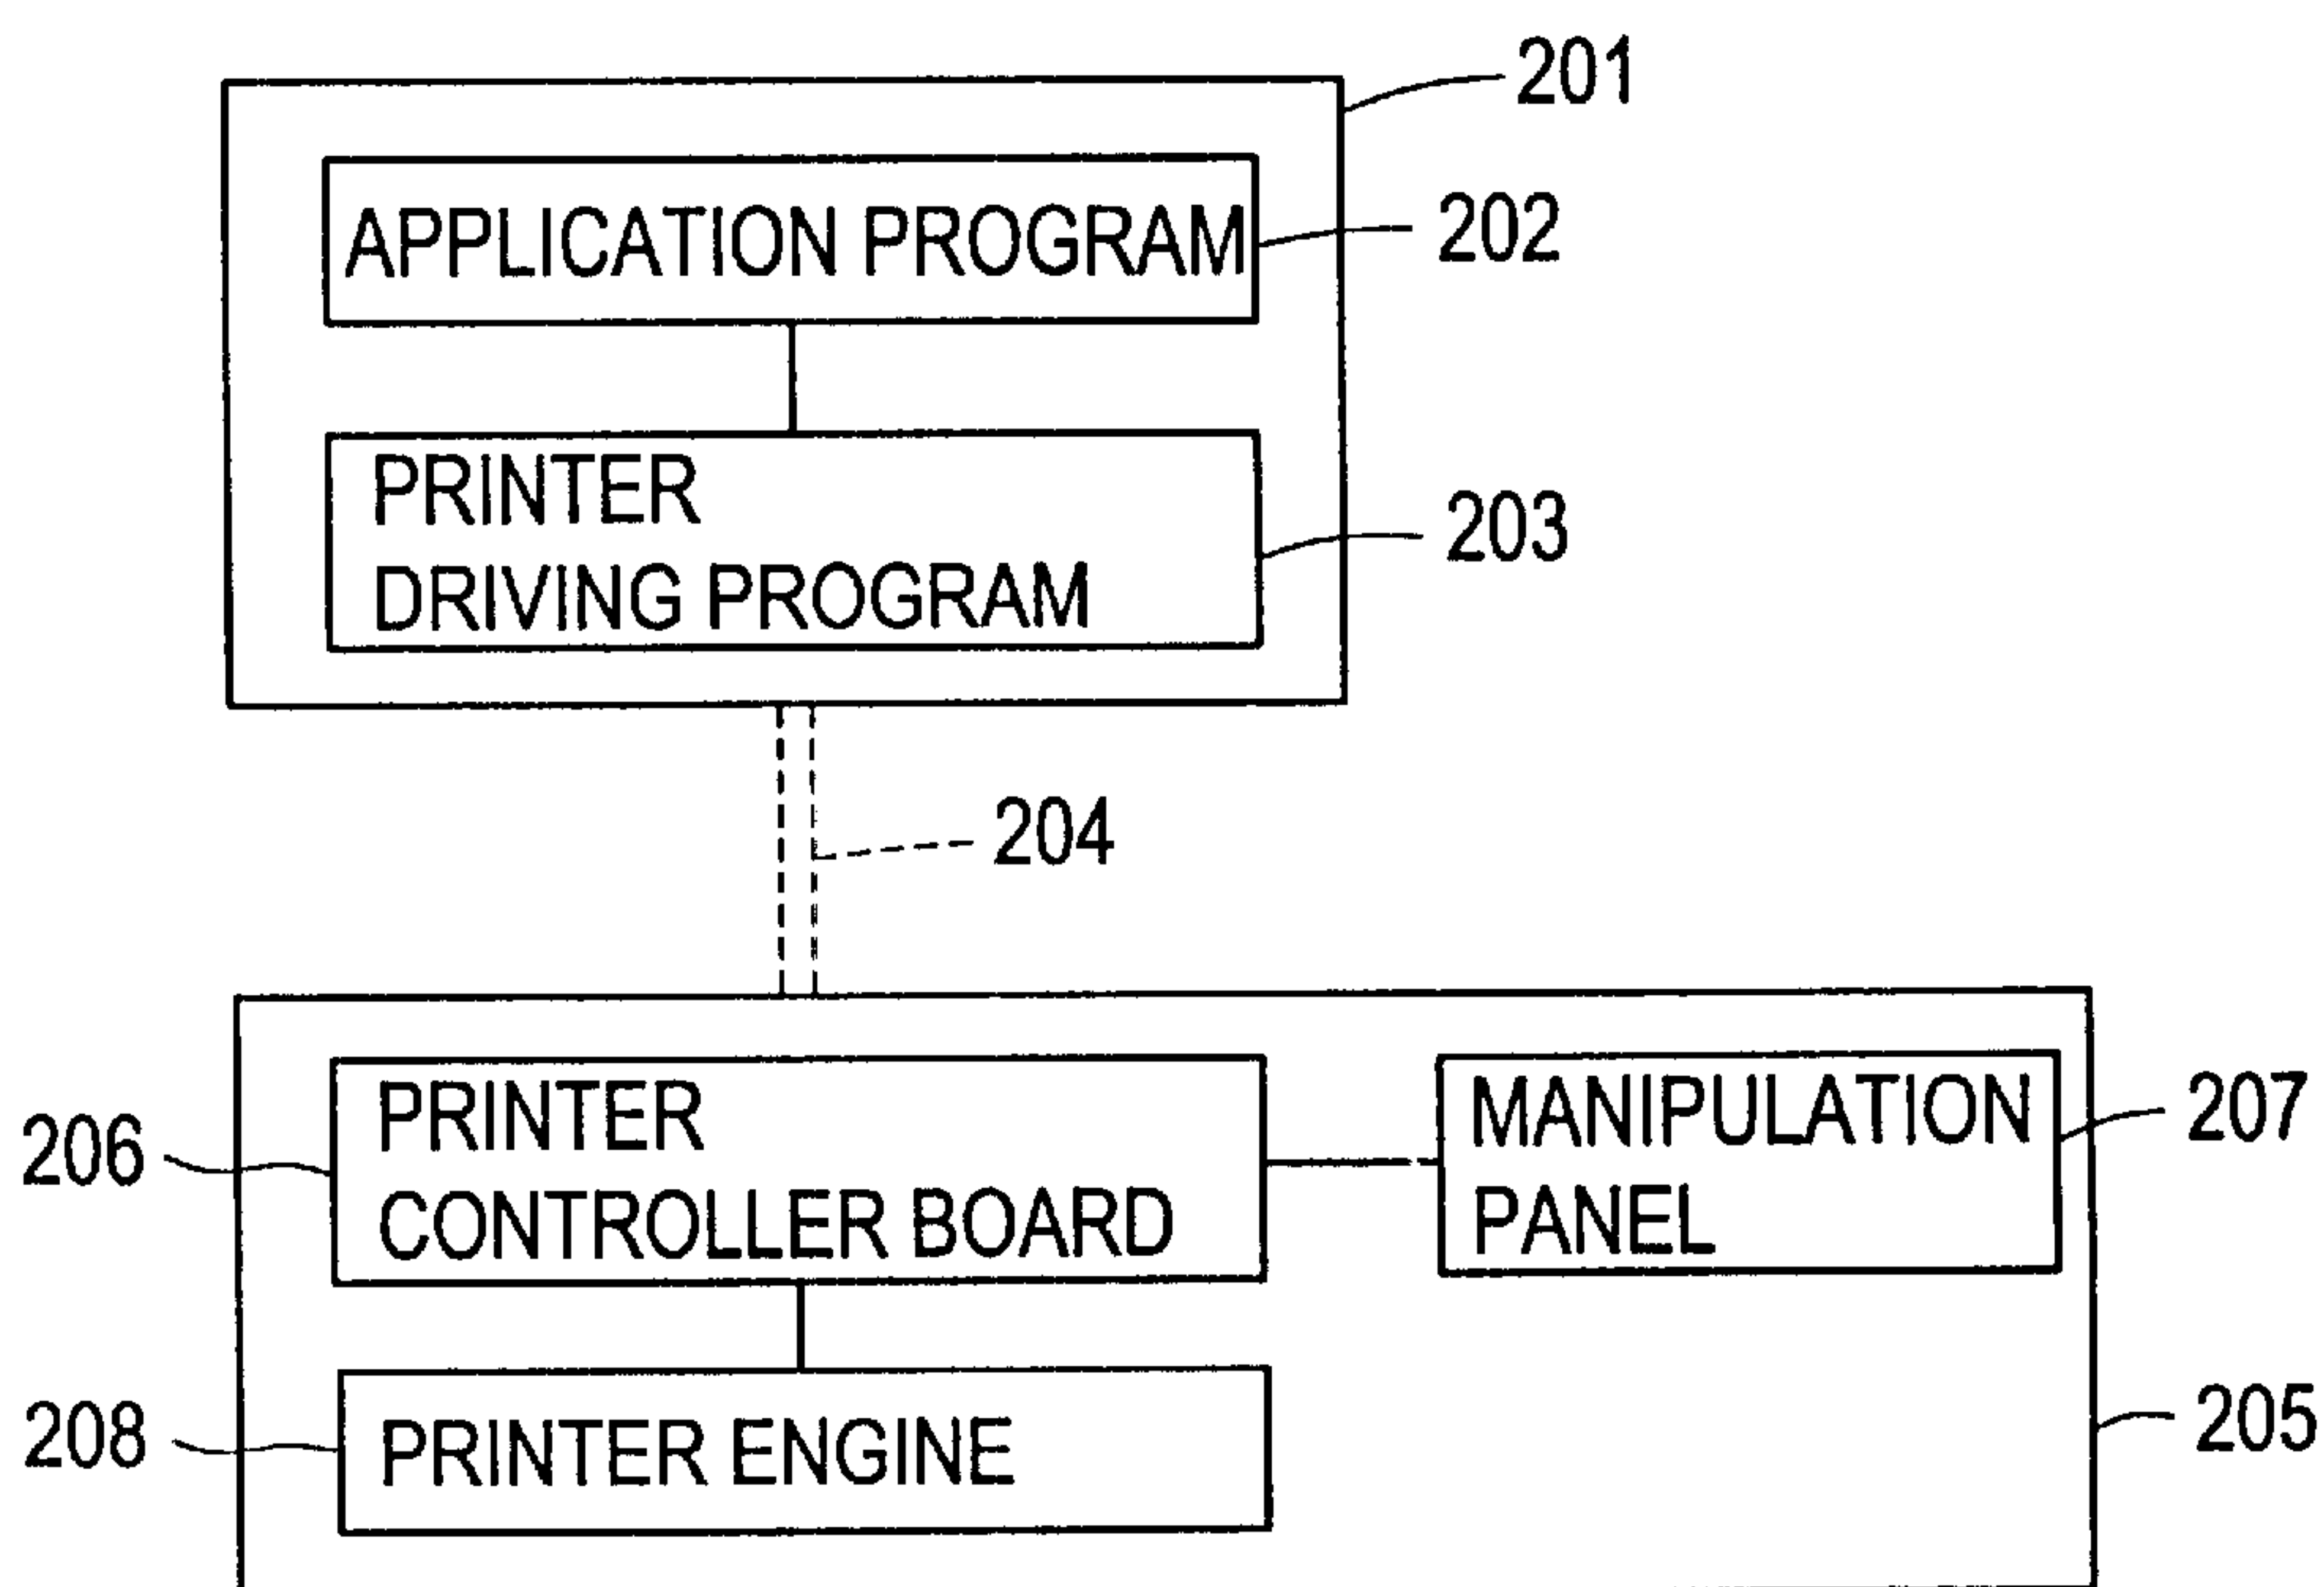 201
APPLICATION PROGRAM
202
PRINTER
DRIVING PROGRAM
203
204
PRINTER
CONTROLLER BOARD
206
MANIPULATION
PANEL
207
PRINTER ENGINE
208
205